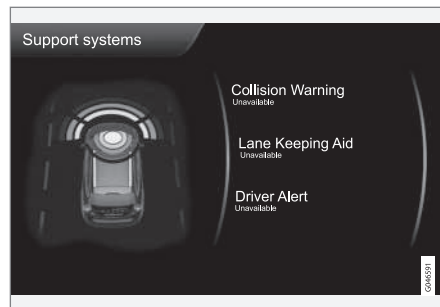 Support systems
Collision Warning
Unavailable
Lane Keeping Aid
Unavailable
Driver Alert
Unavailable
G046591